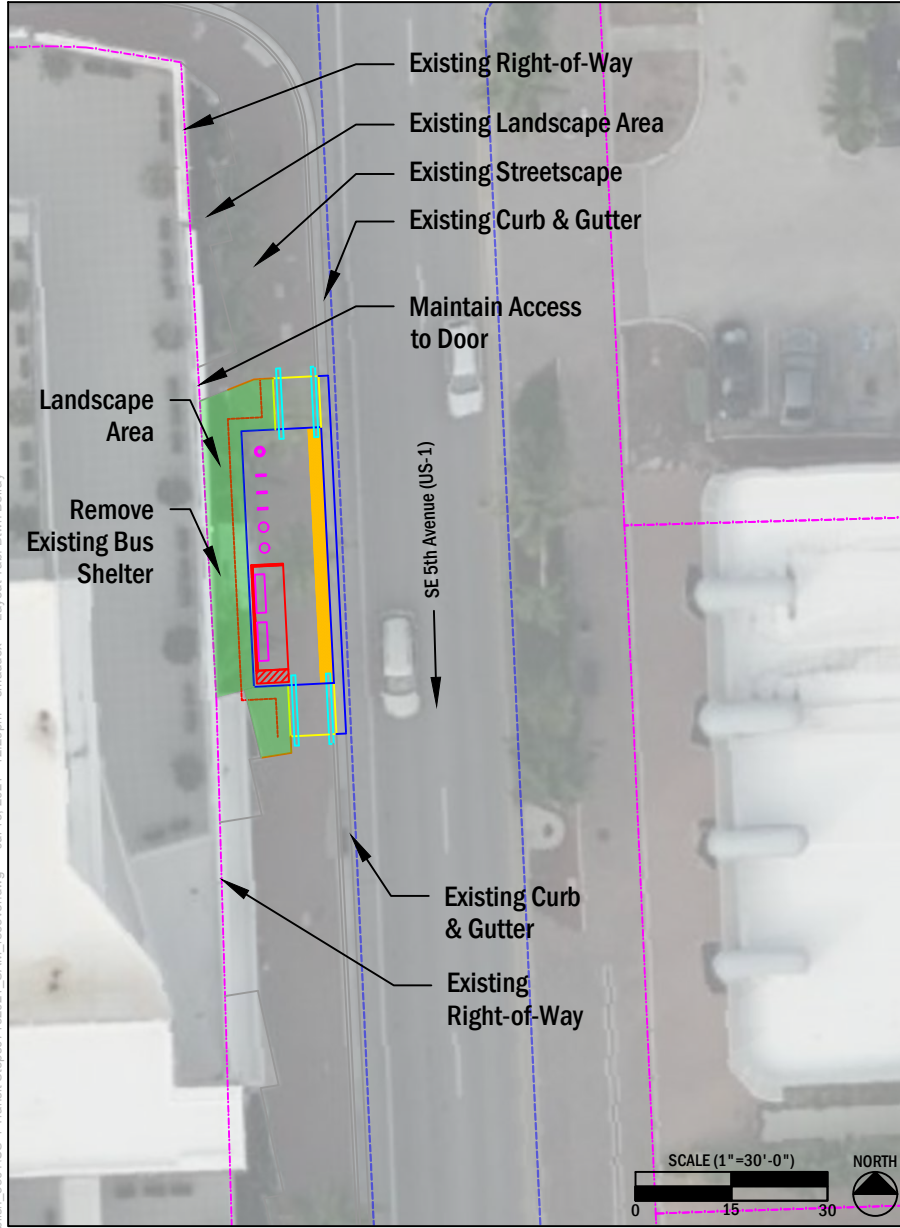 Existing Right-of-Way
Existing Landscape Area
Existing Streetscape
Existing Curb & Gutter
Maintain Access
to Door
Landscape
Area
Remove
Existing Bus
Shelter
SE 5th Avenue (US-1)
Existing Curb
& Gutter
Existing
Right-of-Way
SCALE (1"=30'-0")
0 15 30
NORTH